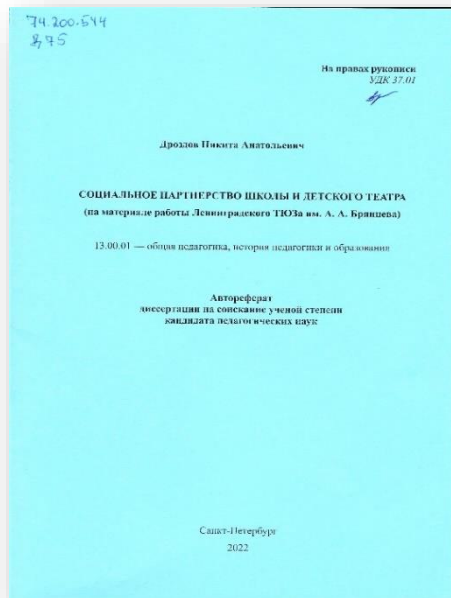 74.200.544
Д75
На правах рукописи
УДК 37.01
Дроздов Никита Анатольевич
СОЦИАЛЬНОЕ ПАРТНЕРСТВО ШКОЛЫ И ДЕТСКОГО ТЕАТРА
(на материале работы Ленинградского ТЮЗа им. А. А. Брянцева)
13.00.01 — общая педагогика, история педагогики и образования
Автореферат
диссертации на соискание ученой степени
кандидата педагогических наук
Санкт-Петербург
2022